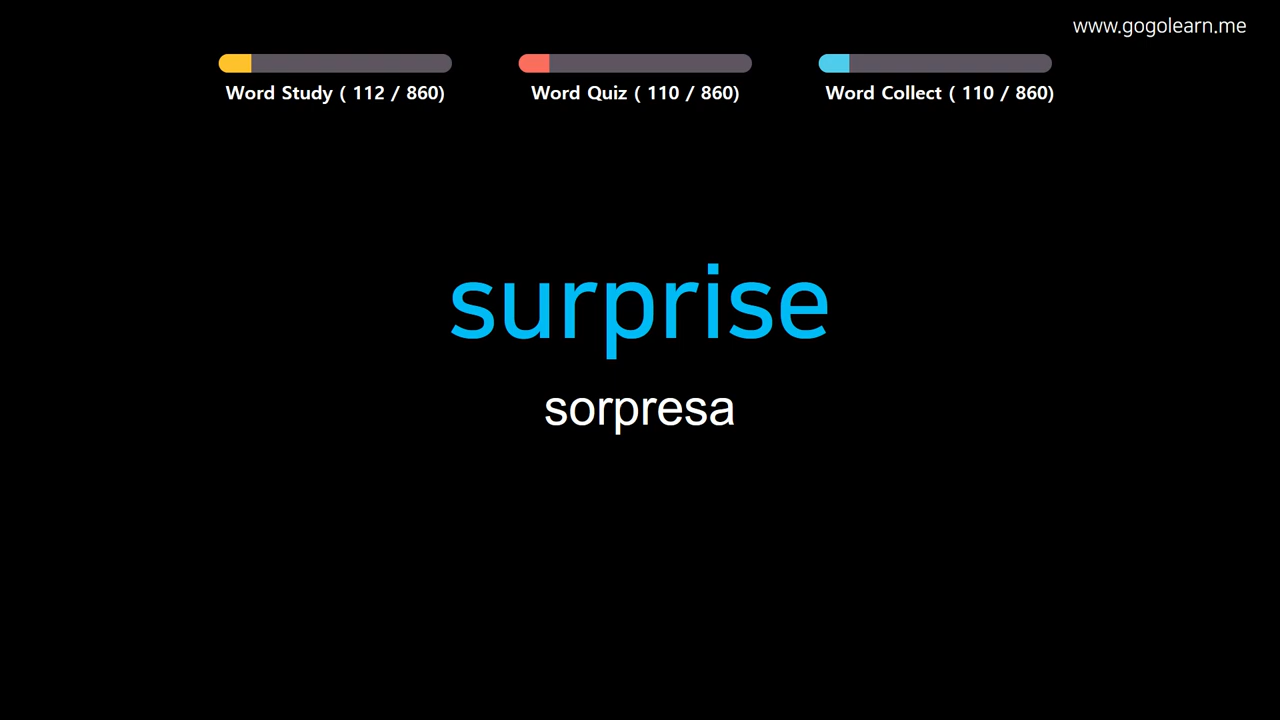 www.gogolearn.me
Word Study ( 112 / 860)
Word Quiz ( 110 / 860)
Word Collect ( 110 / 860)
surprise
sorpresa